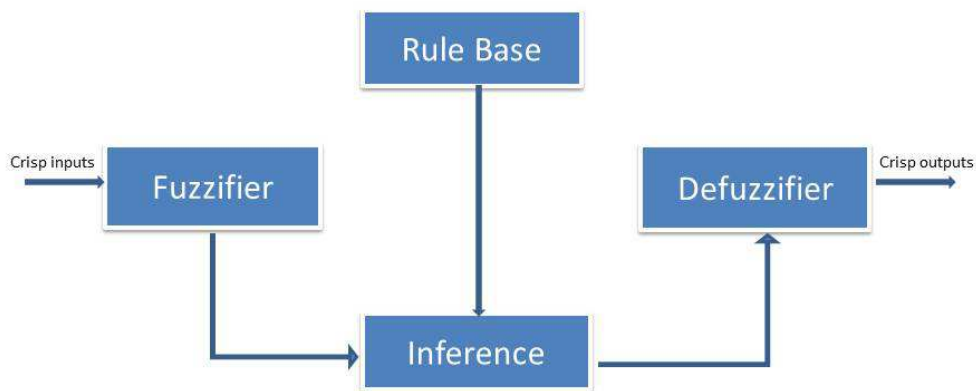 Rule Base
Crisp inputs
Fuzzifier
Crisp outputs
Defuzzifier
Inference